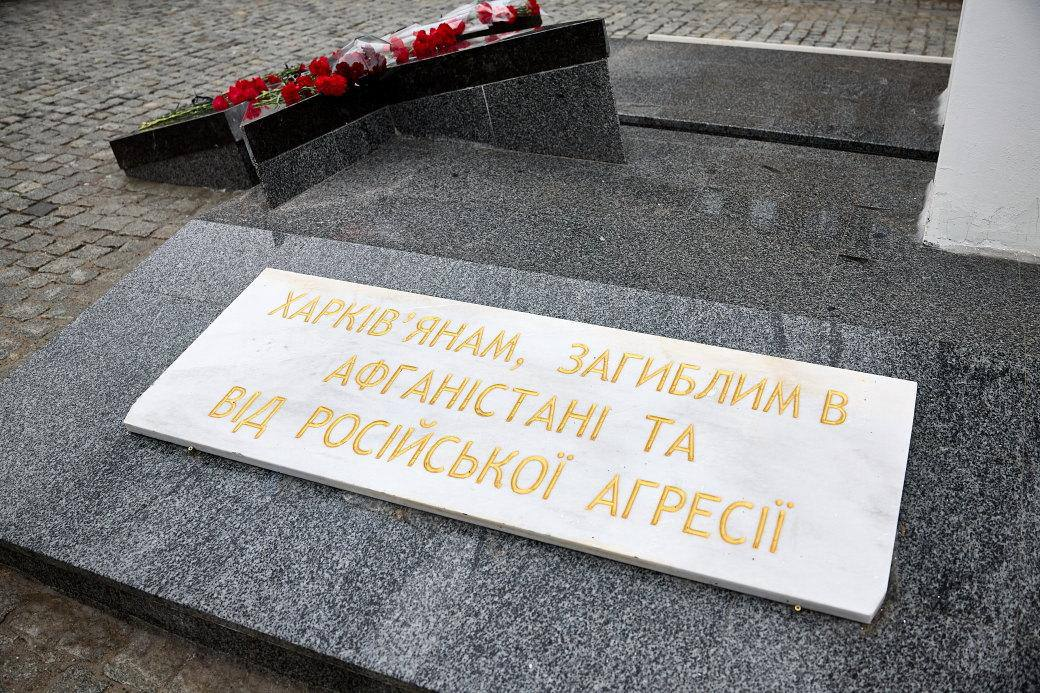 ХАРКІВ’ЯНАМ, ЗАГИБЛИМ В
АФГАНІСТАНІ ТА
ВІД РОСІЙСЬКОЇ АГРЕСІЇ